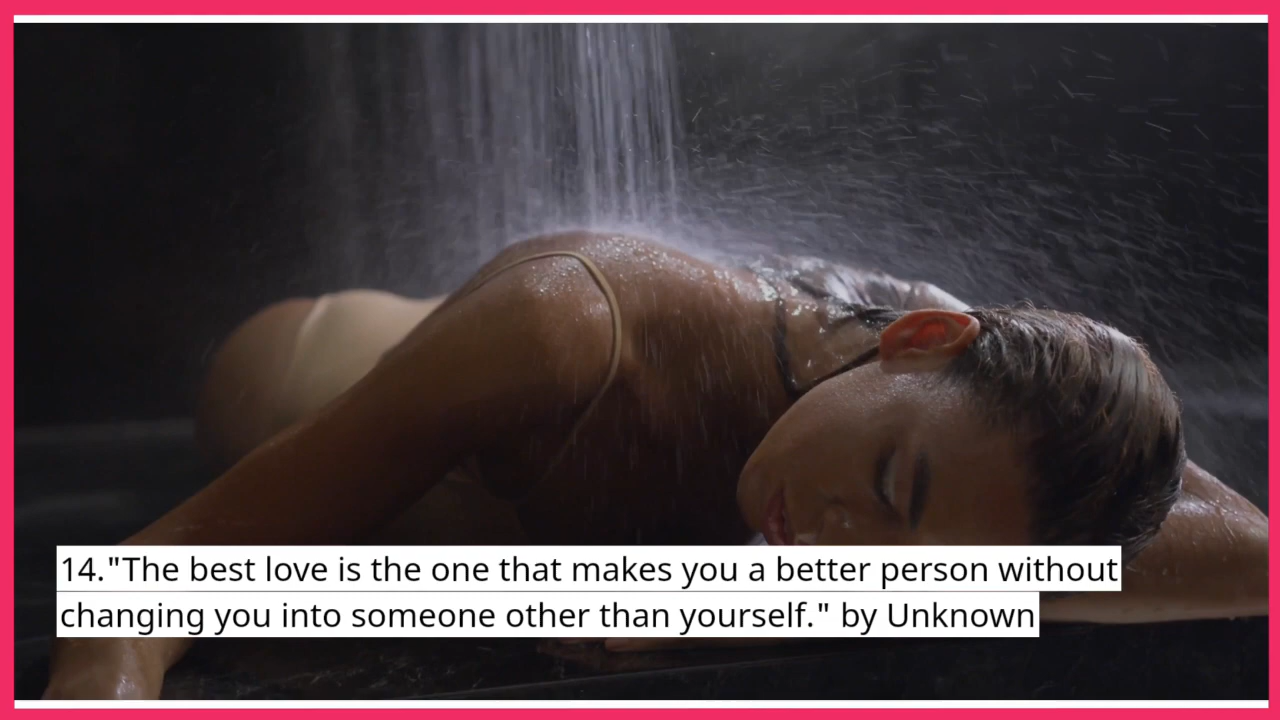 14."The best love is the one that makes you a better person without
changing you into someone other than yourself." by Unknown